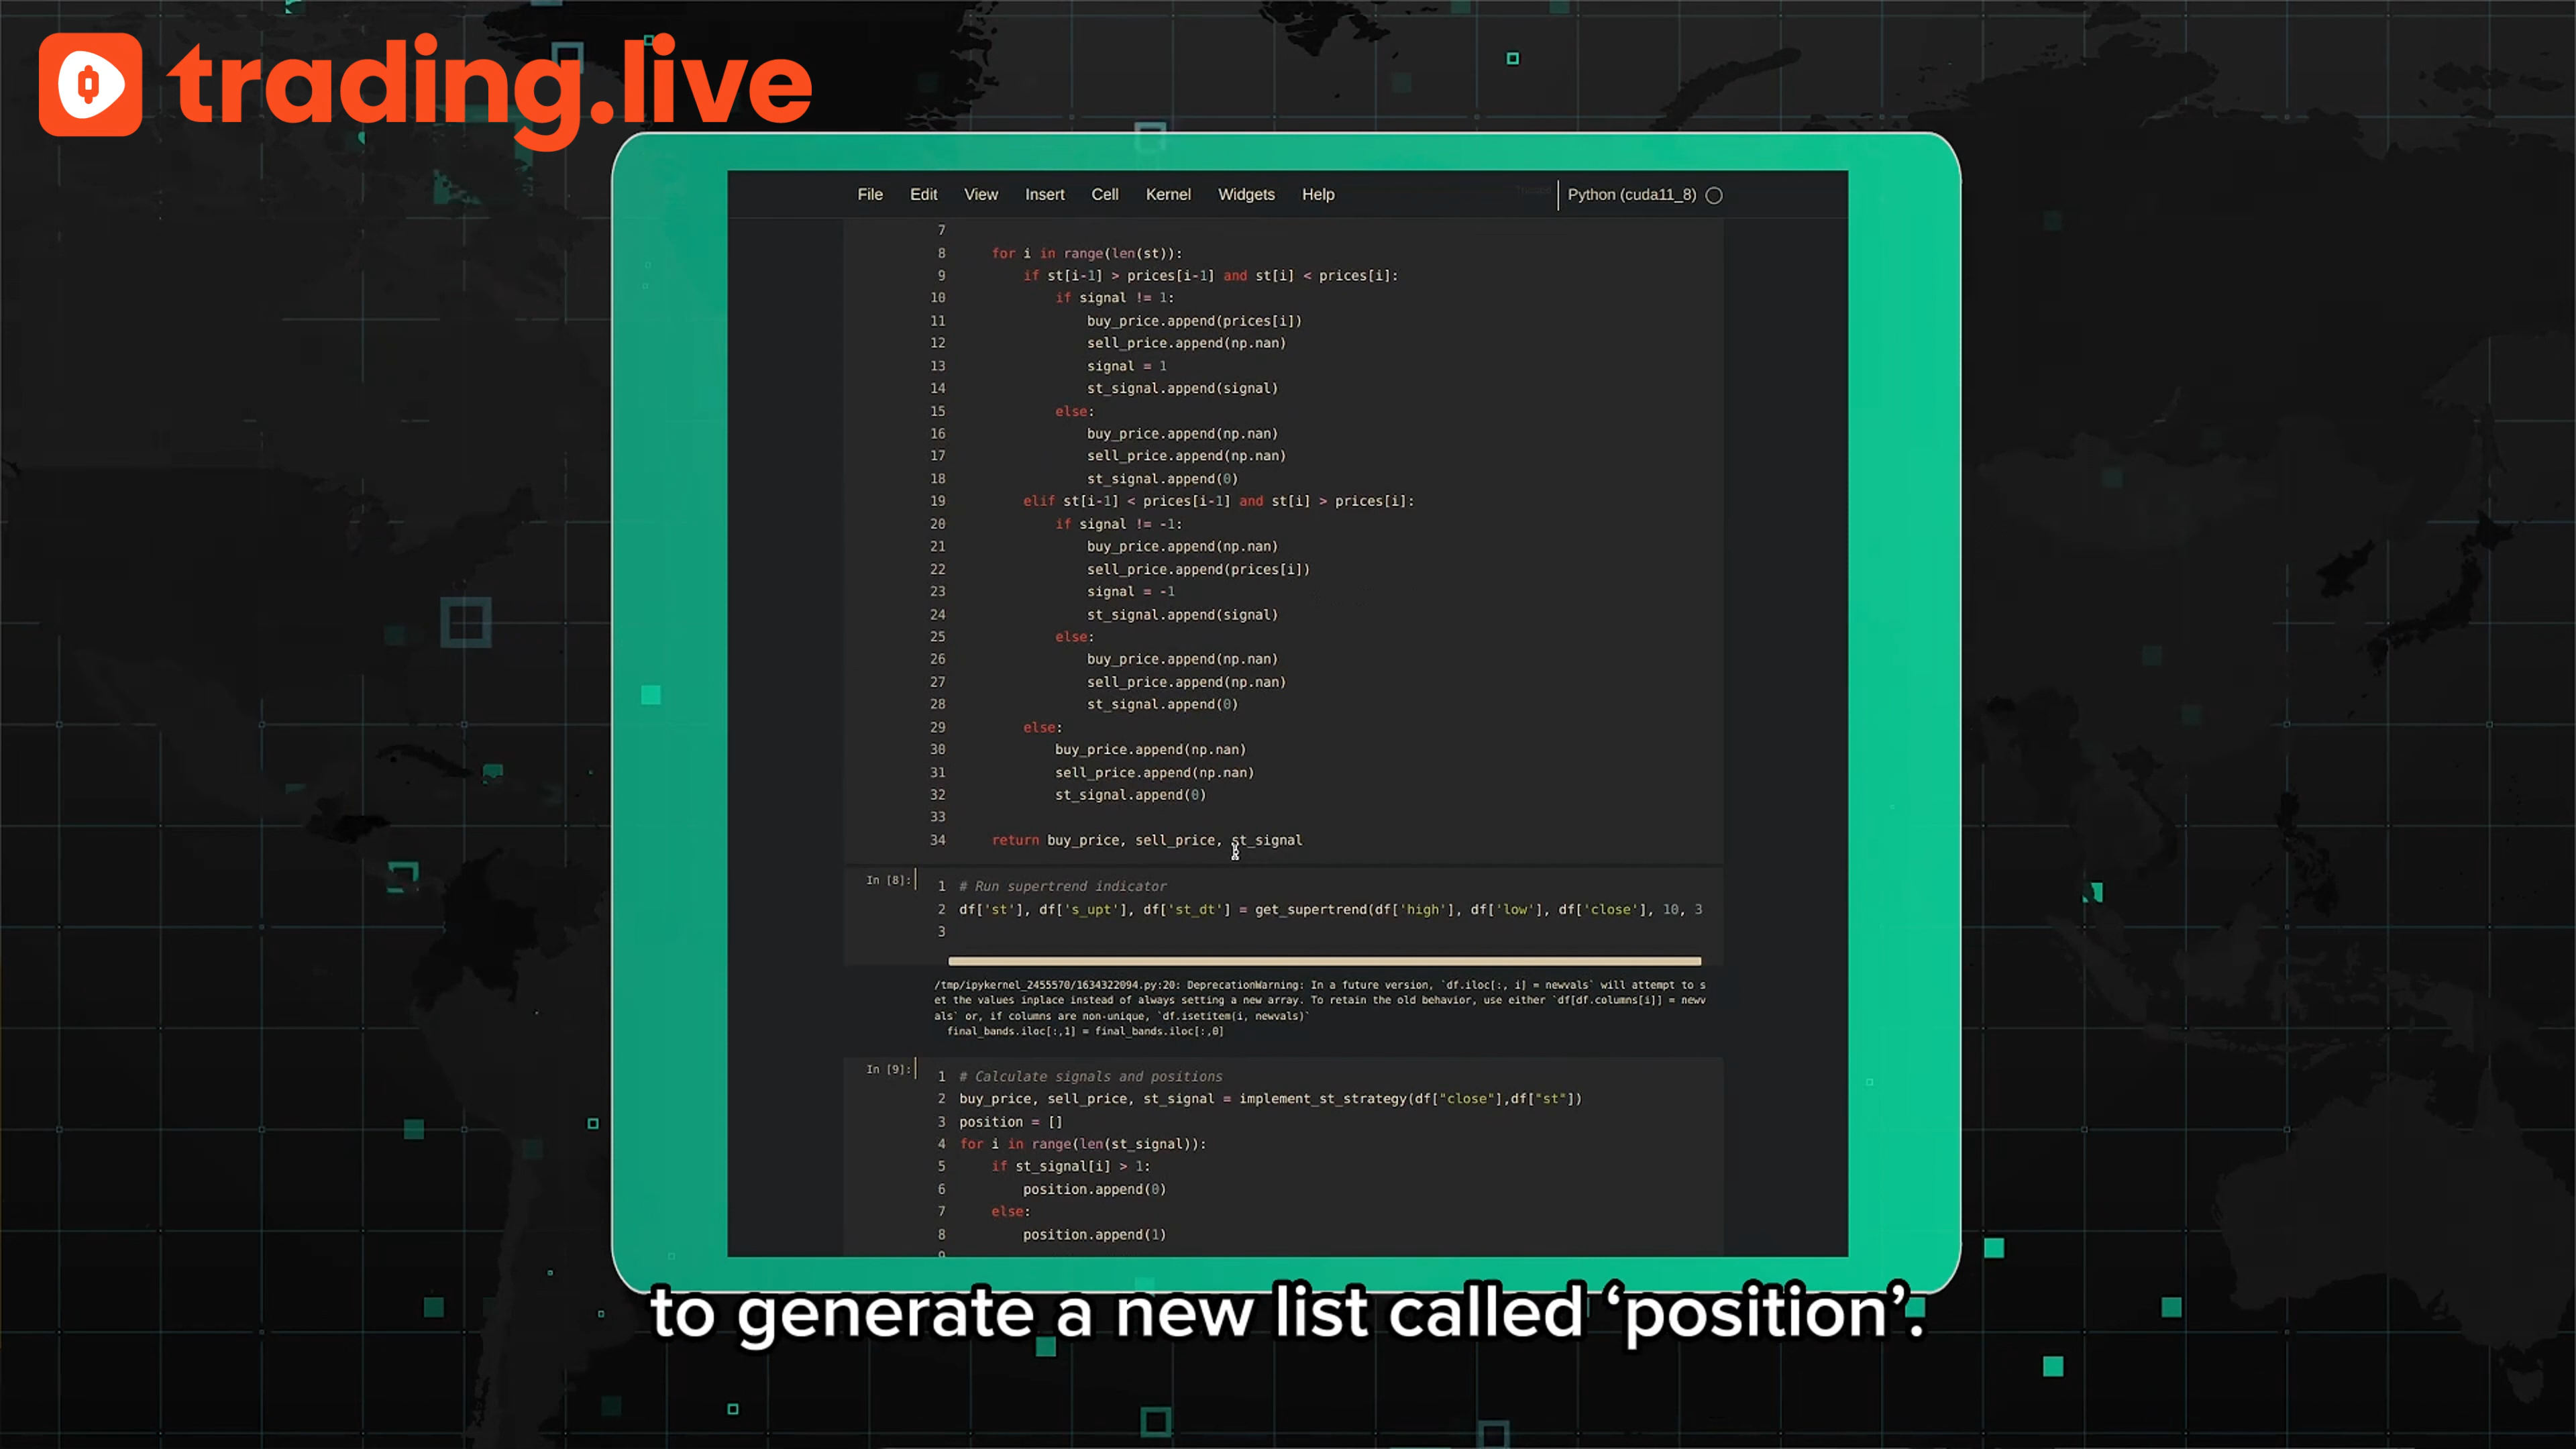 trading.live
File Edit View Insert Cell Kernel Widgets Help Python (cuda11_8)
7
8 for i in range(len(st)):
9 if st[i-1] > prices[i-1] and st[i] < prices[i]:
10 if signal != 1:
11 buy_price.append(prices[i])
12 sell_price.append(np.nan)
13 signal = 1
14 st_signal.append(signal)
15 else:
16 buy_price.append(np.nan)
17 sell_price.append(np.nan)
18 st_signal.append(0)
19 elif st[i-1] < prices[i-1] and st[i] > prices[i]:
20 if signal != -1:
21 buy_price.append(np.nan)
22 sell_price.append(prices[i])
23 signal = -1
24 st_signal.append(signal)
25 else:
26 buy_price.append(np.nan)
27 sell_price.append(np.nan)
28 st_signal.append(0)
29 else:
30 buy_price.append(np.nan)
31 sell_price.append(np.nan)
32 st_signal.append(0)
33
34 return buy_price, sell_price, st_signal
In [8]: 1 # Run supertrend indicator
2 df['st'], df['s_upt'], df['st_dt'] = get_supertrend(df['high'], df['low'], df['close'], 10, 3
3
/tmp/ipykernel_2455570/1634322094.py:20: DeprecationWarning: In a future version, `df.iloc[:, i] = newvals` will attempt to s
et the values inplace instead of always setting a new array. To retain the old behavior, use either `df[df.columns[i]] = newv
als` or, if columns are non-unique, `df.isetitem(i, newvals)`
final_bands.iloc[:,1] = final_bands.iloc[:,0]
In [9]: 1 # Calculate signals and positions
2 buy_price, sell_price, st_signal = implement_st_strategy(df["close"],df["st"])
3 position = []
4 for i in range(len(st_signal)):
5 if st_signal[i] > 1:
6 position.append(0)
7 else:
8 position.append(1)
9
to generate a new list called ‘position’.